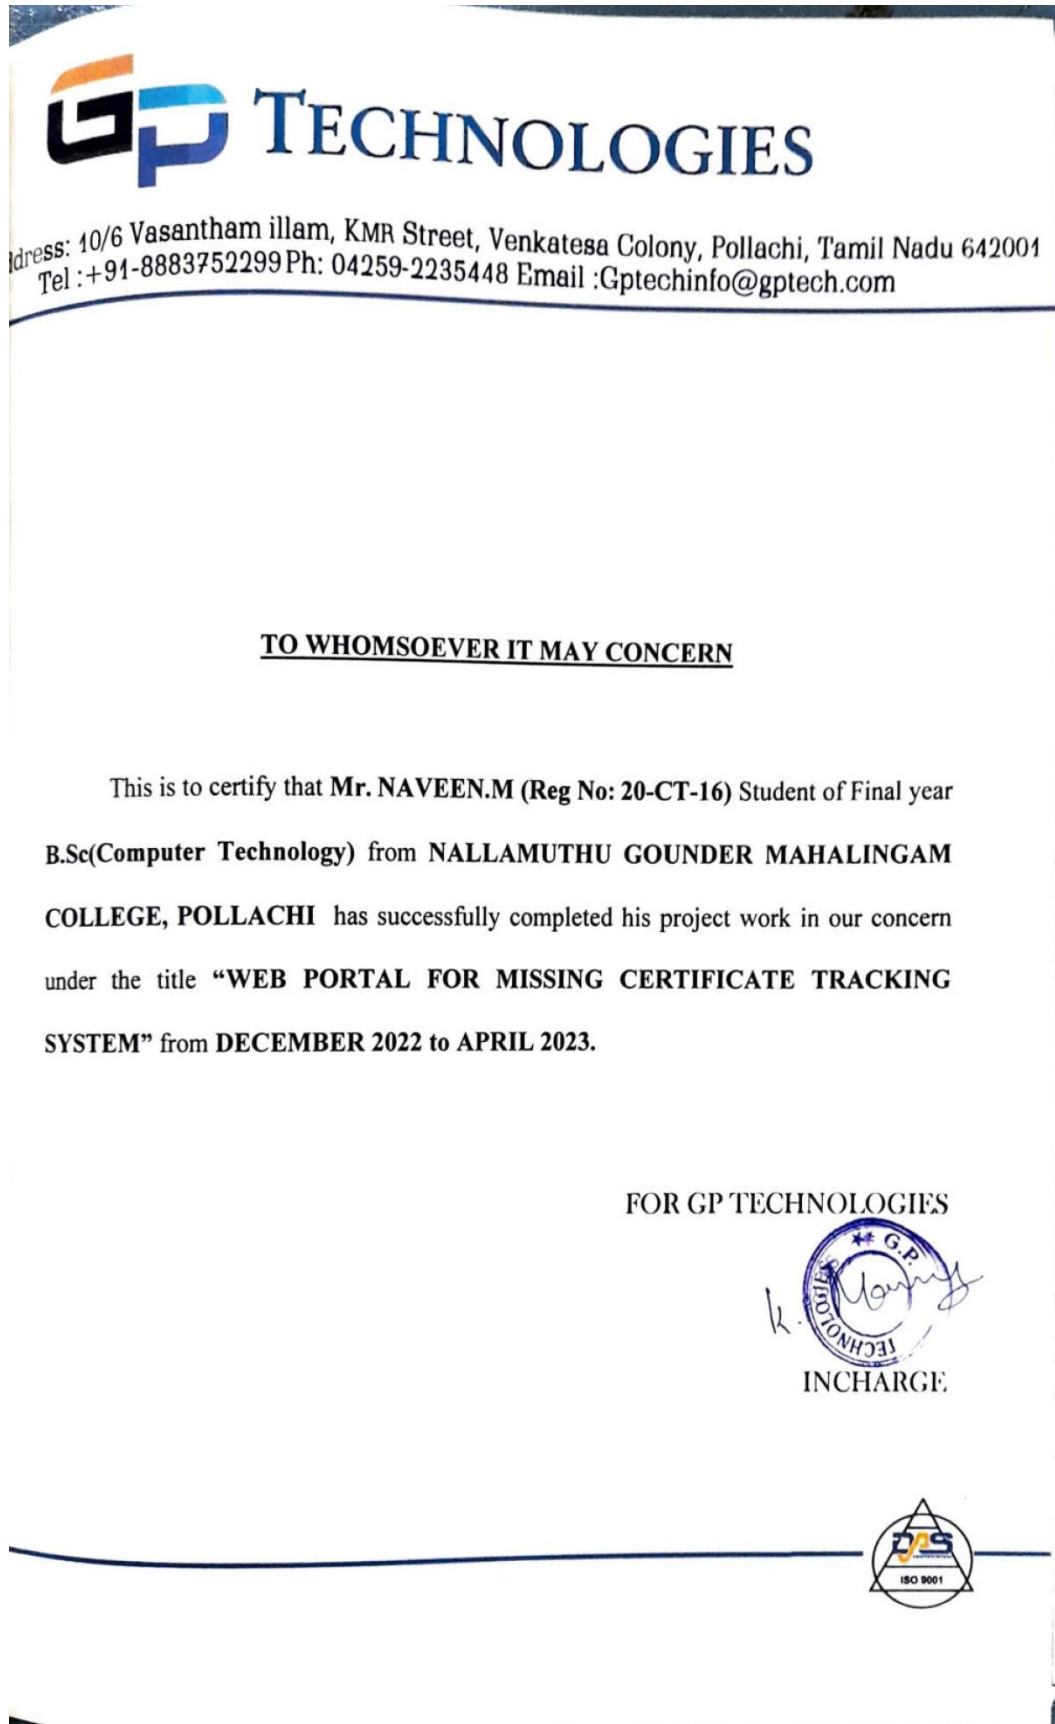 GP TECHNOLOGIES
dress: 10/6 Vasantham illam, KMR Street, Venkatesa Colony, Pollachi, Tamil Nadu 642001
Tel :+91-8883752299 Ph: 04259-2235448 Email :Gptechinfo@gptech.com
TO WHOMSOEVER IT MAY CONCERN
This is to certify that Mr. NAVEEN.M (Reg No: 20-CT-16) Student of Final year
B.Sc(Computer Technology) from NALLAMUTHU GOUNDER MAHALINGAM
COLLEGE, POLLACHI has successfully completed his project work in our concern
under the title “WEB PORTAL FOR MISSING CERTIFICATE TRACKING
SYSTEM” from DECEMBER 2022 to APRIL 2023.
FOR GP TECHNOLOGIES
G.P. TECHNOLOGIES
K.
INCHARGE
ISO 9001